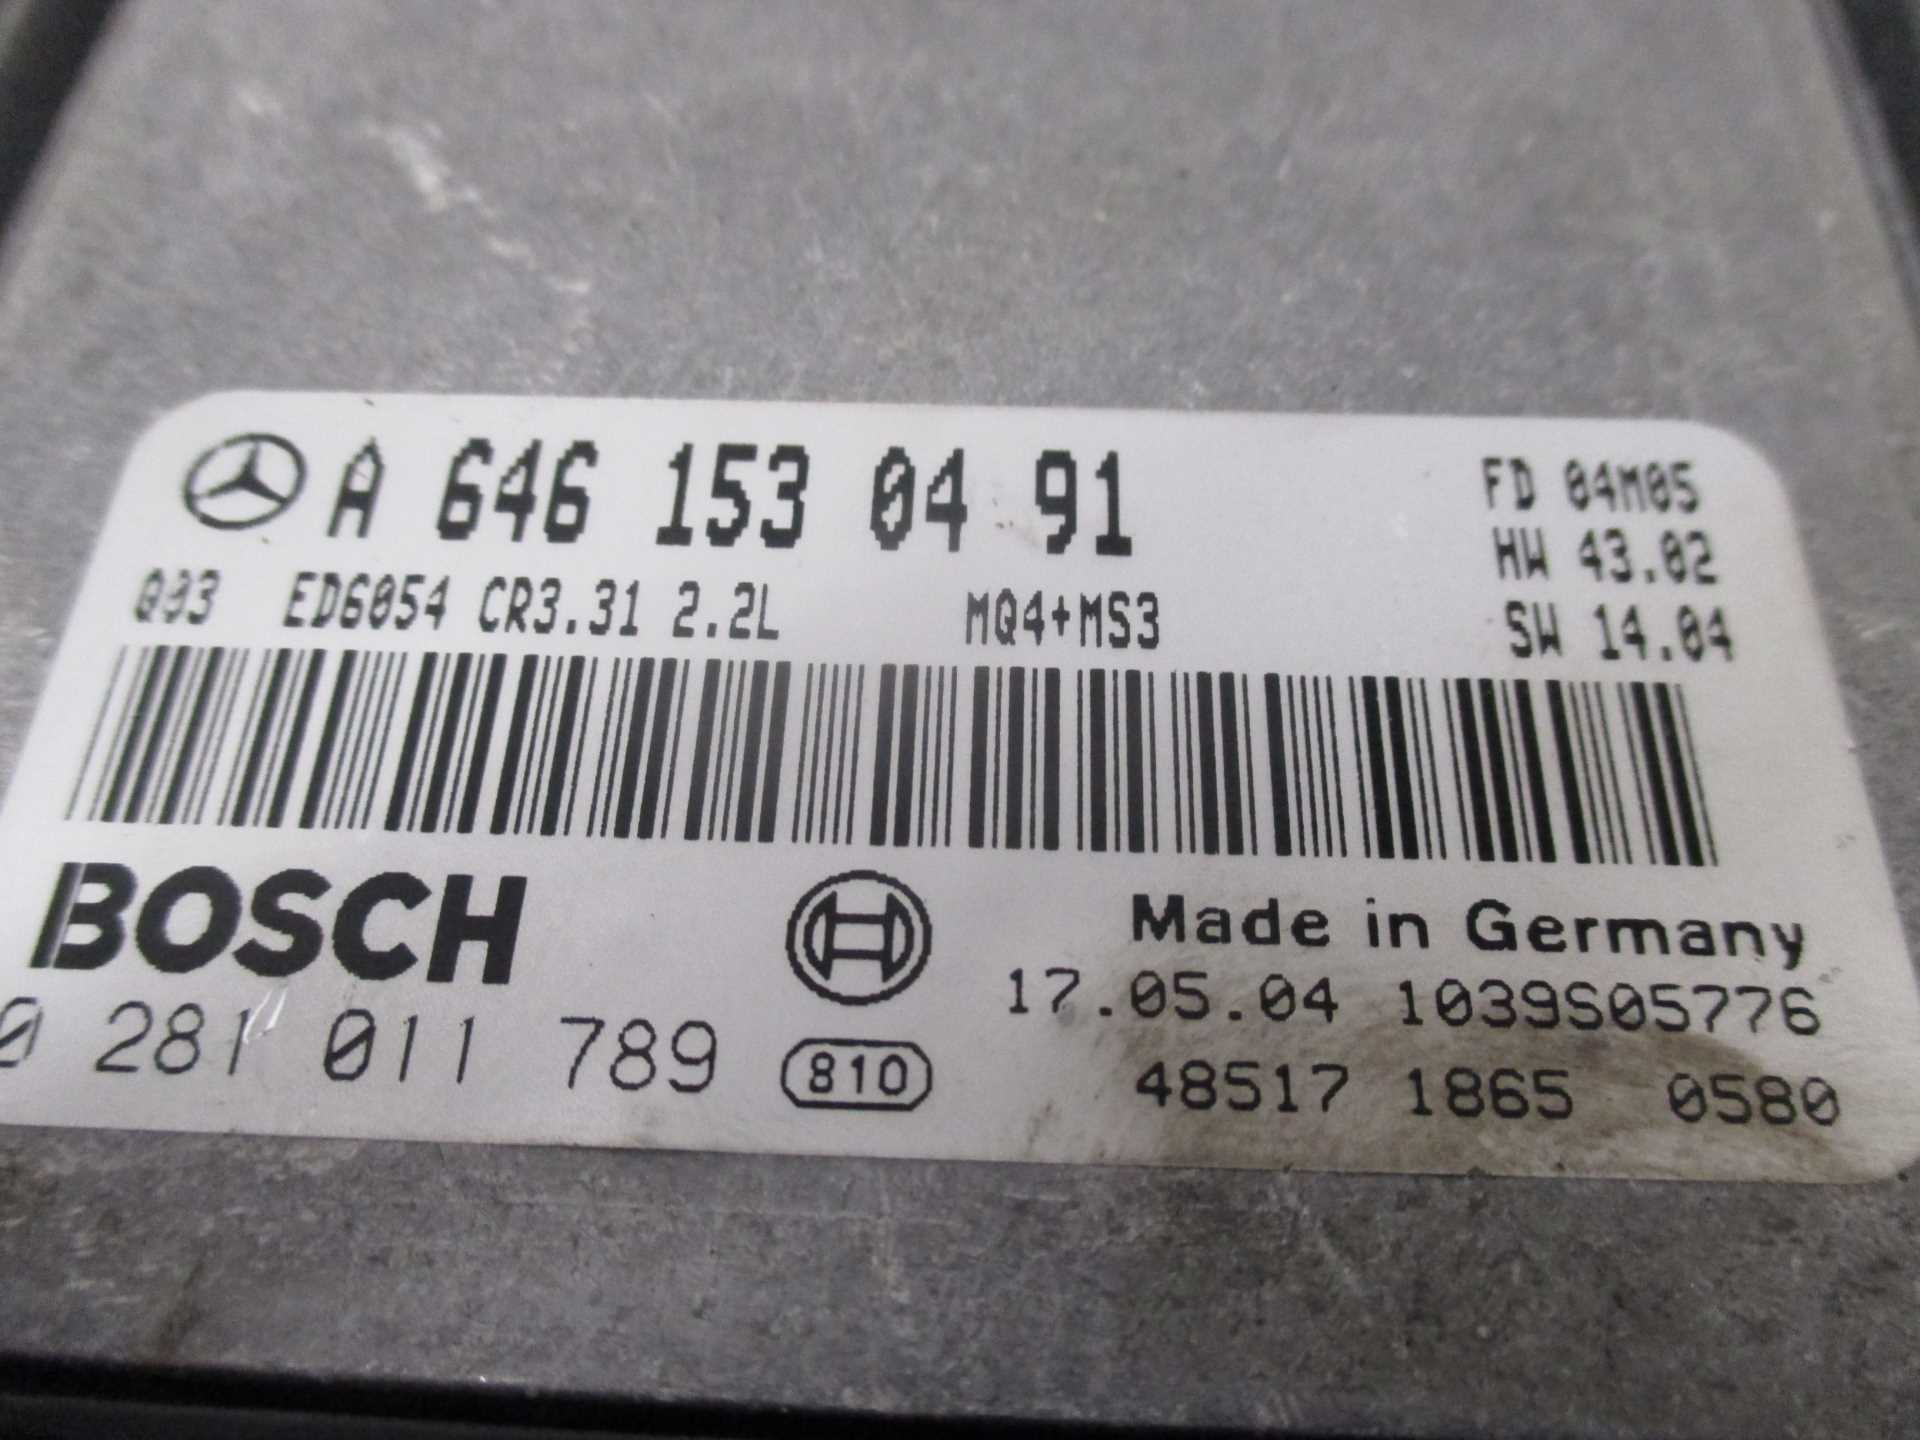 A 646 153 04 91
FD 04M05
HW 43.02
Q03 ED6054 CR3.31 2.2L MQ4+MS3
SW 14.04
BOSCH
Made in Germany
17.05.04 1039S05776
0 281 011 789
810
48517 1865 0580